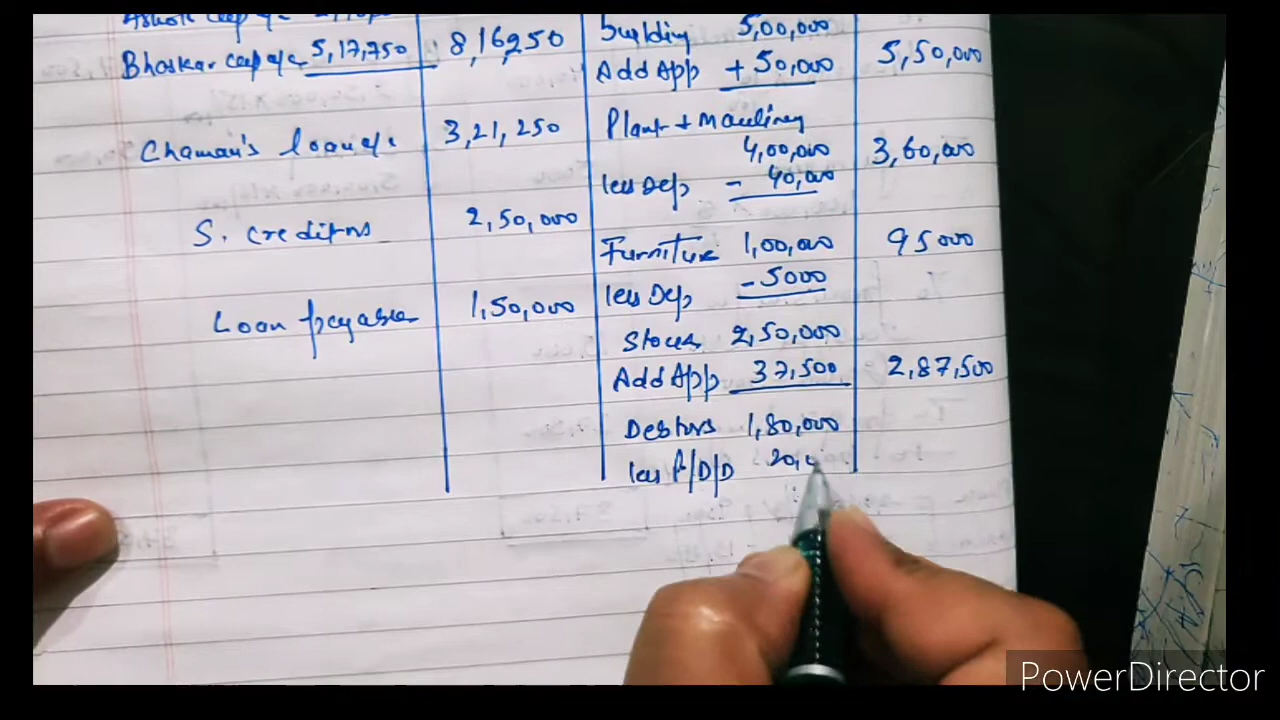 Bhaskar cap a/c 5,17,750 8,16,250
Chaman's loan a/c 3,21,250
S. creditors 2,50,000
Loan payable 1,50,000
Building 5,00,000
Add App + 50,000 5,50,000
Plant + Machinery
4,00,000 3,60,000
less Dep - 40,000
Furniture 1,00,000 95000
less Dep - 5000
Stock 2,50,000
Add App 37,500 2,87,500
Debtors 1,80,000
less P/D/D 20,0
PowerDirector